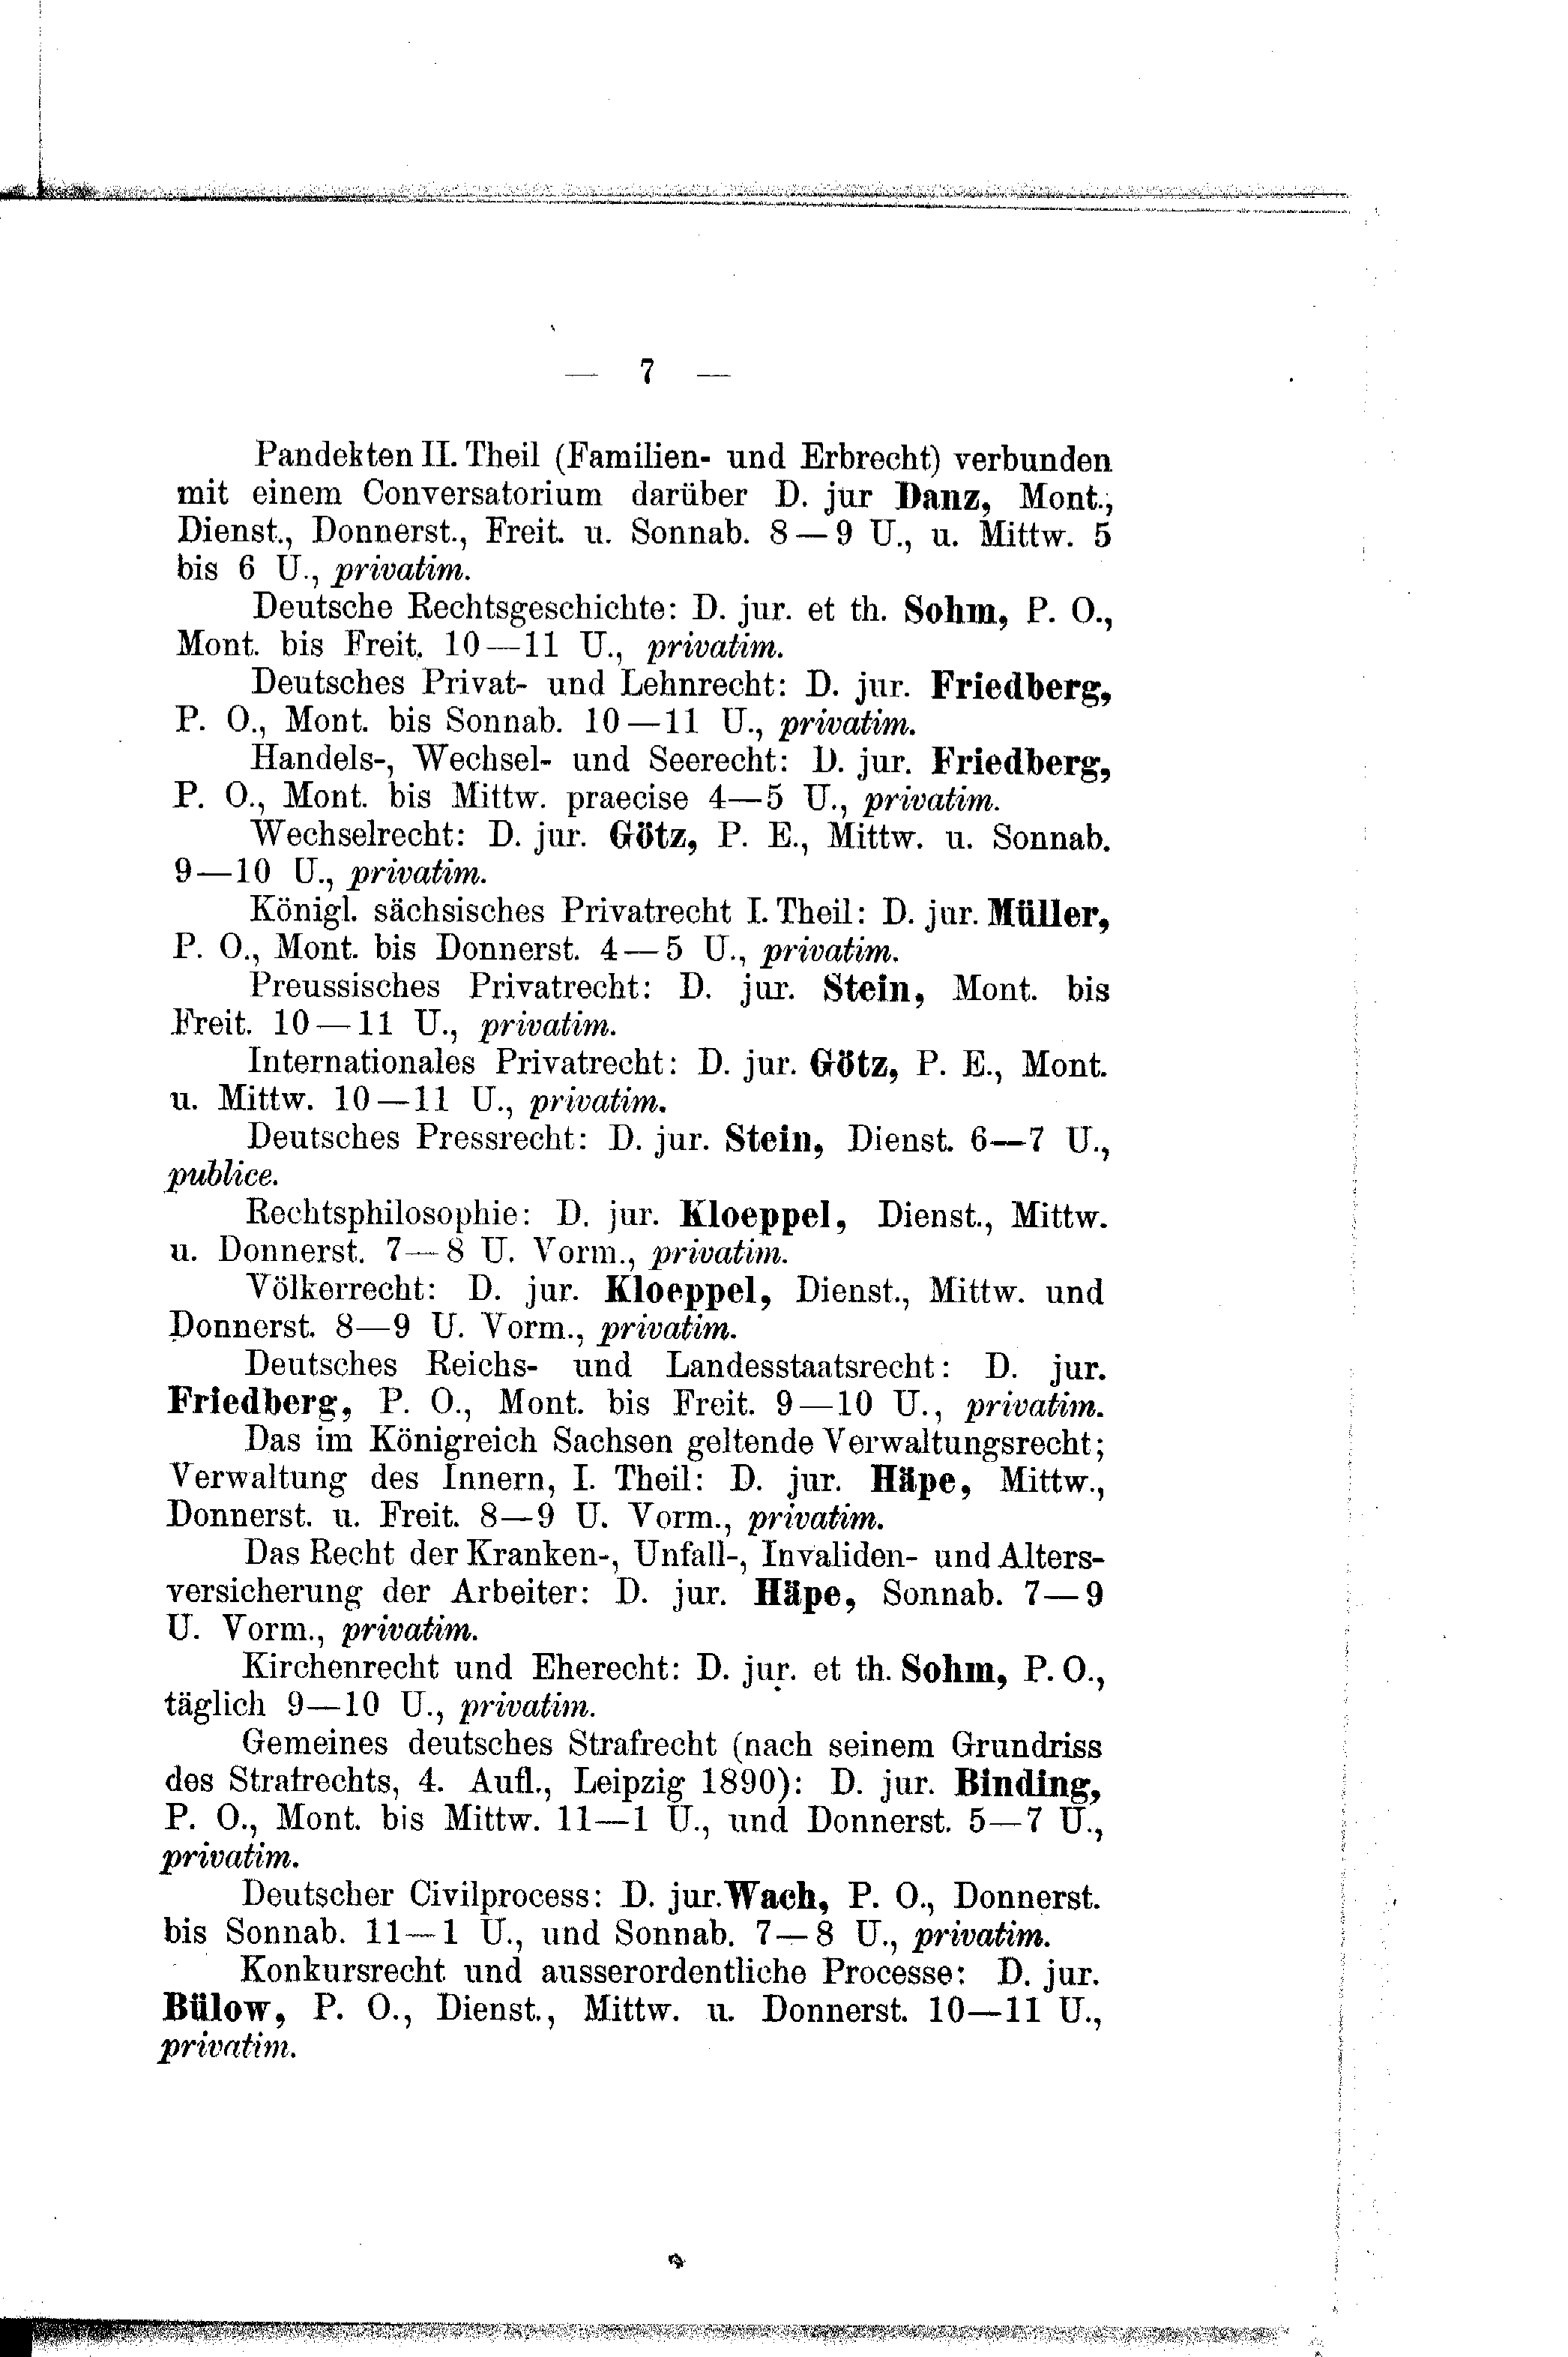 — 7 —
Pandekten II. Theil (Familien- und Erbrecht) verbunden
mit einem Conversatorium darüber D. jur Danz, Mont.,
Dienst., Donnerst., Freit. u. Sonnab. 8—9 U., u. Mittw. 5
bis 6 U., privatim.
Deutsche Rechtsgeschichte: D. jur. et th. Sohm, P. O.,
Mont. bis Freit. 10—11 U., privatim.
Deutsches Privat- und Lehnrecht: D. jur. Friedberg,
P. O., Mont. bis Sonnab. 10—11 U., privatim.
Handels-, Wechsel- und Seerecht: D. jur. Friedberg,
P. O., Mont. bis Mittw. praecise 4—5 U., privatim.
Wechselrecht: D. jur. Götz, P. E., Mittw. u. Sonnab.
9—10 U., privatim.
Königl. sächsisches Privatrecht I. Theil: D. jur. Müller,
P. O., Mont. bis Donnerst. 4—5 U., privatim.
Preussisches Privatrecht: D. jur. Stein, Mont. bis
Freit. 10—11 U., privatim.
Internationales Privatrecht: D. jur. Götz, P. E., Mont.
u. Mittw. 10—11 U., privatim.
Deutsches Pressrecht: D. jur. Stein, Dienst. 6—7 U.,
publice.
Rechtsphilosophie: D. jur. Kloeppel, Dienst., Mittw.
u. Donnerst. 7—8 U. Vorm., privatim.
Völkerrecht: D. jur. Kloeppel, Dienst., Mittw. und
Donnerst. 8—9 U. Vorm., privatim.
Deutsches Reichs- und Landesstaatsrecht: D. jur.
Friedberg, P. O., Mont. bis Freit. 9—10 U., privatim.
Das im Königreich Sachsen geltende Verwaltungsrecht;
Verwaltung des Innern, I. Theil: D. jur. Häpe, Mittw.,
Donnerst. u. Freit. 8—9 U. Vorm., privatim.
Das Recht der Kranken-, Unfall-, Invaliden- und Alters-
versicherung der Arbeiter: D. jur. Häpe, Sonnab. 7—9
U. Vorm., privatim.
Kirchenrecht und Eherecht: D. jur. et th. Sohm, P. O.,
täglich 9—10 U., privatim.
Gemeines deutsches Strafrecht (nach seinem Grundriss
des Strafrechts, 4. Aufl., Leipzig 1890): D. jur. Binding,
P. O., Mont. bis Mittw. 11—1 U., und Donnerst. 5—7 U.,
privatim.
Deutscher Civilprocess: D. jur. Wach, P. O., Donnerst.
bis Sonnab. 11—1 U., und Sonnab. 7—8 U., privatim.
Konkursrecht und ausserordentliche Processe: D. jur.
Bülow, P. O., Dienst., Mittw. u. Donnerst. 10—11 U.,
privatim.